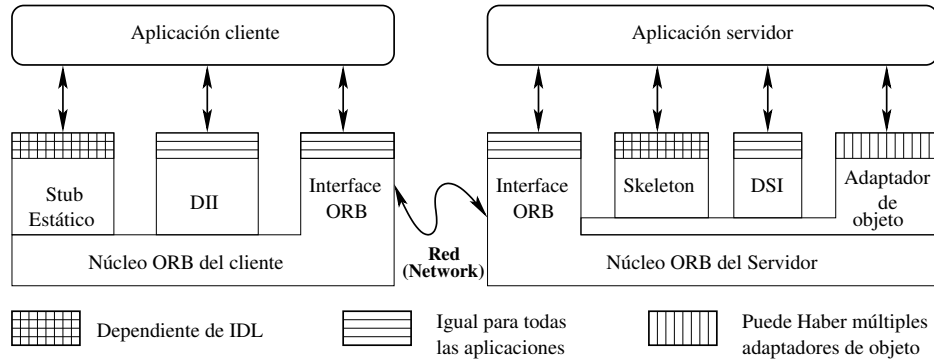 Aplicación cliente
Aplicación servidor
Stub
Estático
DII
Interface
ORB
Interface
ORB
Skeleton
DSI
Adaptador
de
objeto
Núcleo ORB del cliente
Red
(Network)
Núcleo ORB del Servidor
Dependiente de IDL
Igual para todas
las aplicaciones
Puede Haber múltiples
adaptadores de objeto